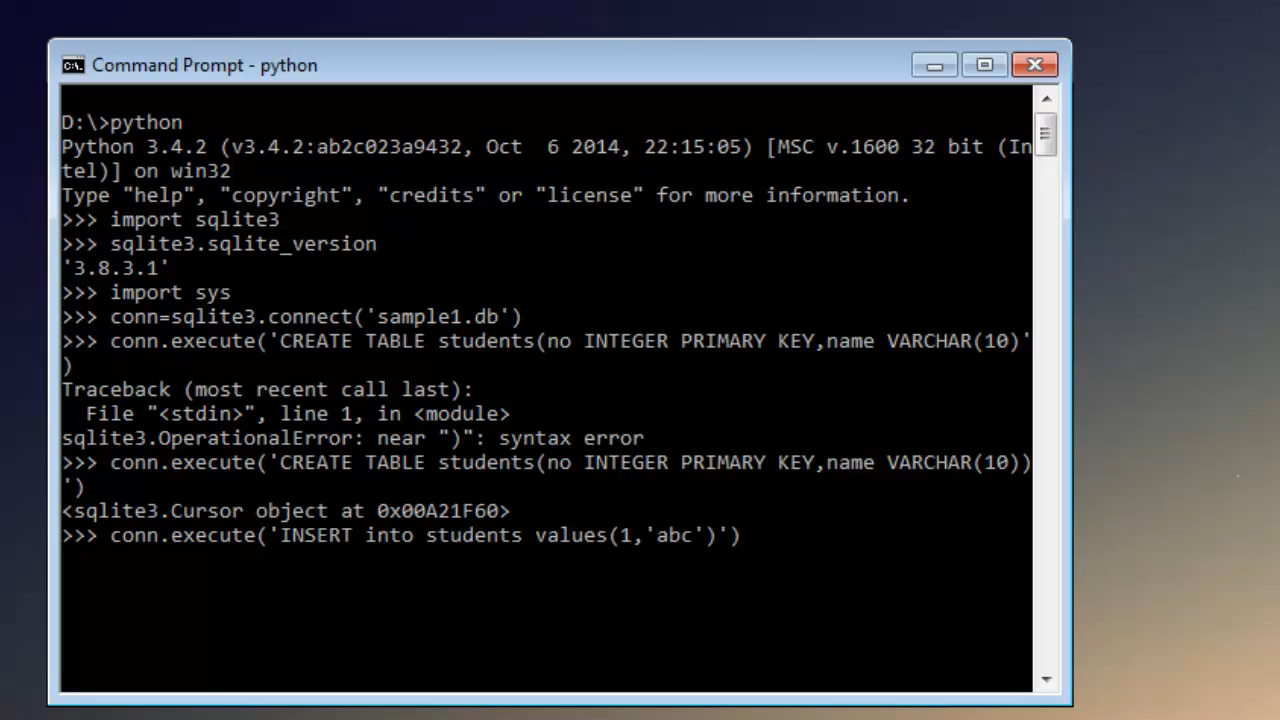 Command Prompt - python
D:\>python
Python 3.4.2 (v3.4.2:ab2c023a9432, Oct  6 2014, 22:15:05) [MSC v.1600 32 bit (In
tel)] on win32
Type "help", "copyright", "credits" or "license" for more information.
>>> import sqlite3
>>> sqlite3.sqlite_version
'3.8.3.1'
>>> import sys
>>> conn=sqlite3.connect('sample1.db')
>>> conn.execute('CREATE TABLE students(no INTEGER PRIMARY KEY,name VARCHAR(10)'
)
Traceback (most recent call last):
  File "<stdin>", line 1, in <module>
sqlite3.OperationalError: near ")": syntax error
>>> conn.execute('CREATE TABLE students(no INTEGER PRIMARY KEY,name VARCHAR(10))
')
<sqlite3.Cursor object at 0x00A21F60>
>>> conn.execute('INSERT into students values(1,'abc')')